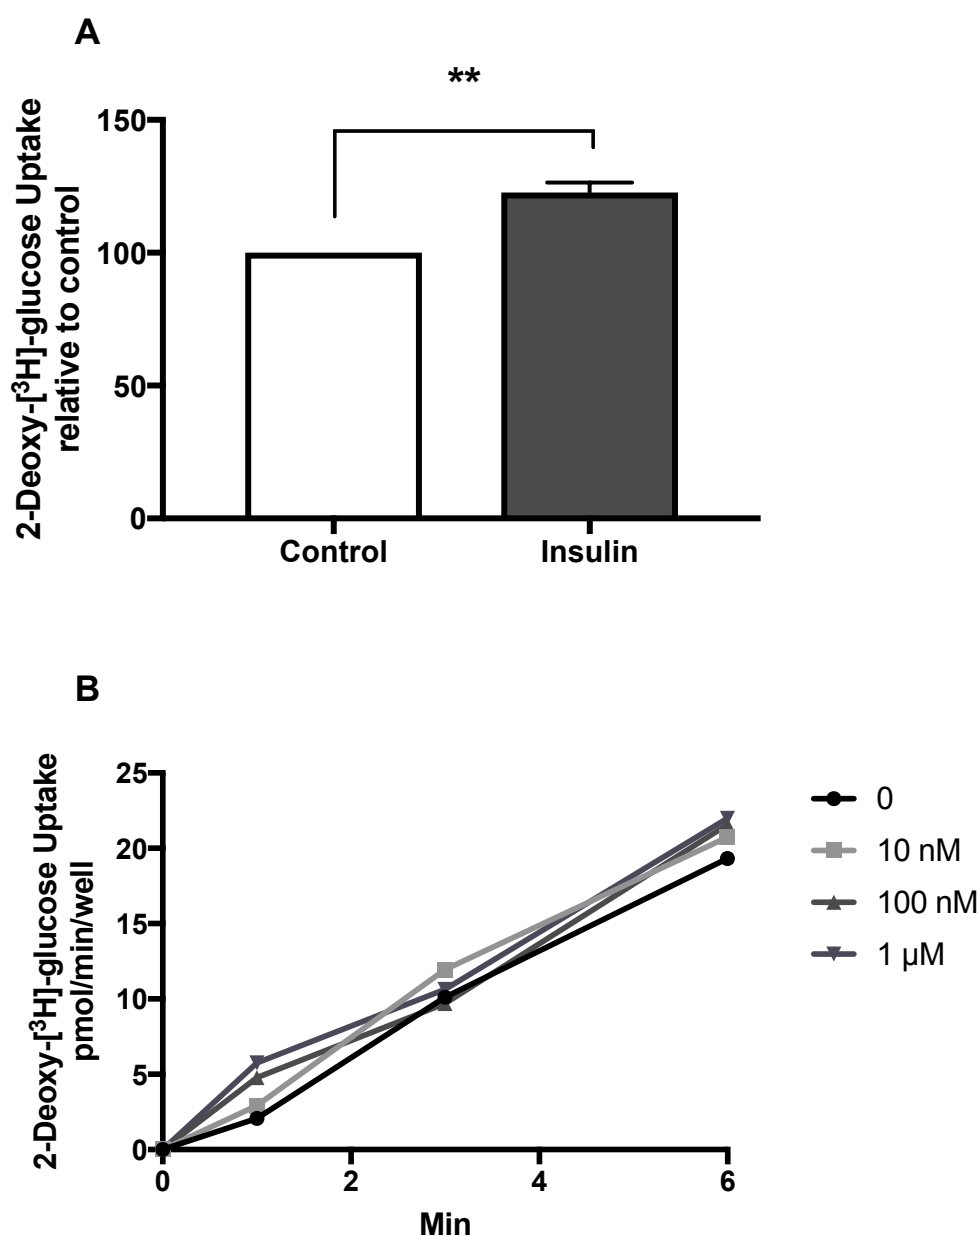 A
**
2-Deoxy-[³H]-glucose Uptake
relative to control
150
100
50
0
Control
Insulin
B
2-Deoxy-[³H]-glucose Uptake
pmol/min/well
25
20
15
10
5
0
0 2 4 6
Min
0
10 nM
100 nM
1 µM